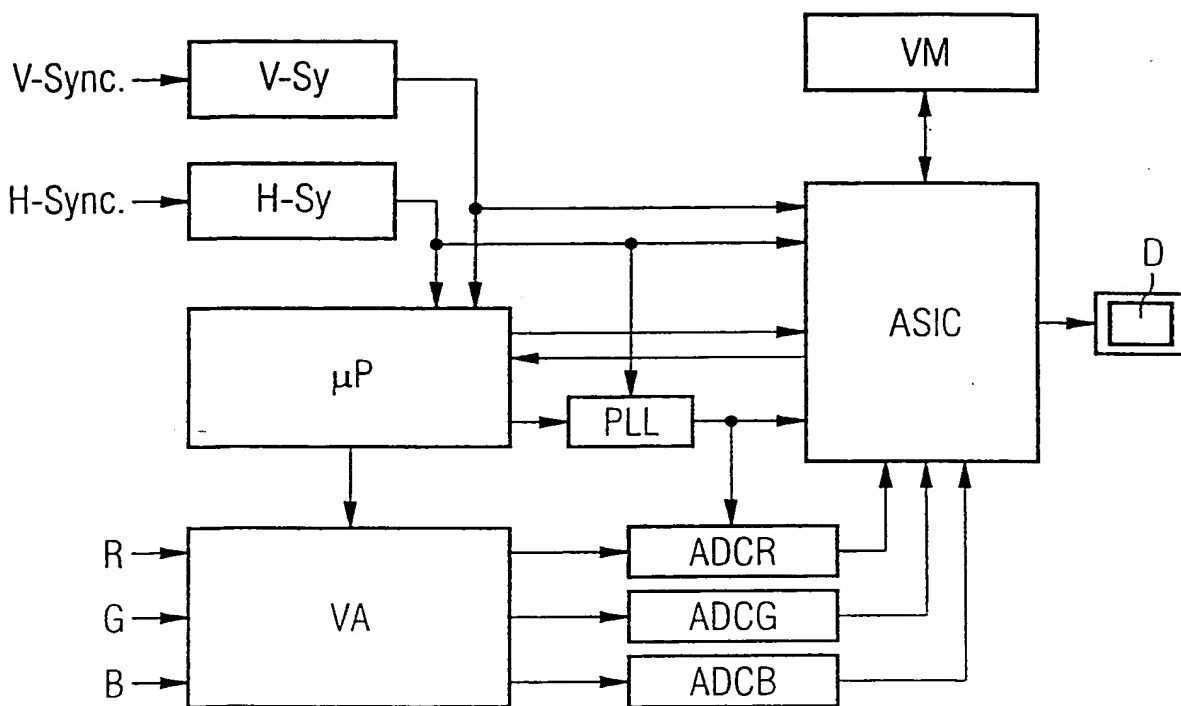 V-Sync.
V-Sy
VM
H-Sync.
H-Sy
D
ASIC
μP
PLL
R
ADCR
G
VA
ADCG
B
ADCB